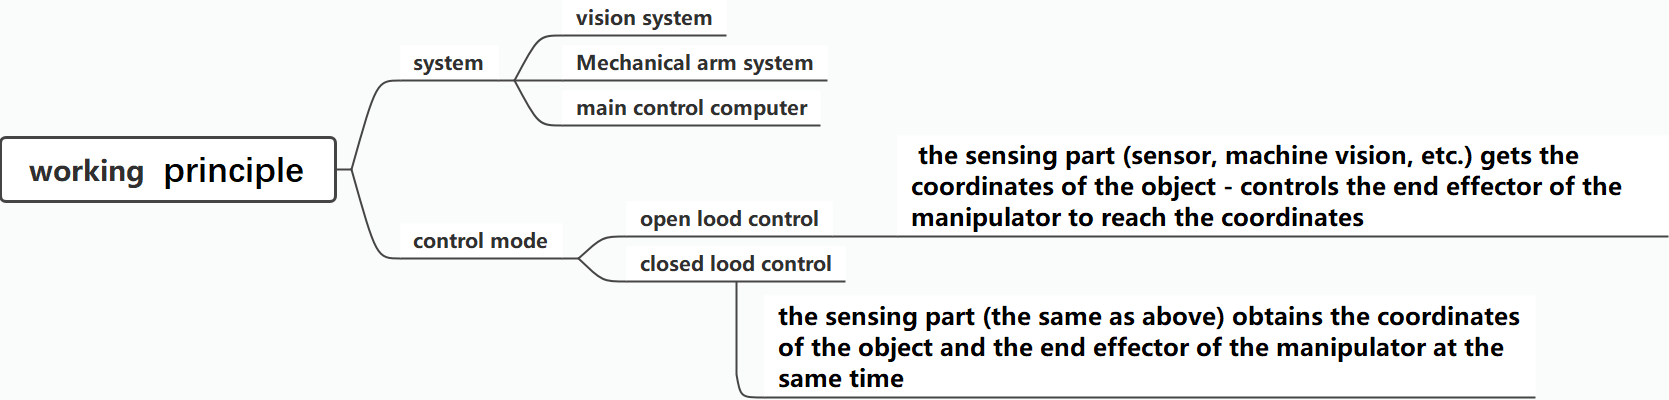 vision system
system
Mechanical arm system
main control computer
working principle
the sensing part (sensor, machine vision, etc.) gets the
coordinates of the object - controls the end effector of the
manipulator to reach the coordinates
open lood control
control mode
closed lood control
the sensing part (the same as above) obtains the coordinates
of the object and the end effector of the manipulator at the
same time